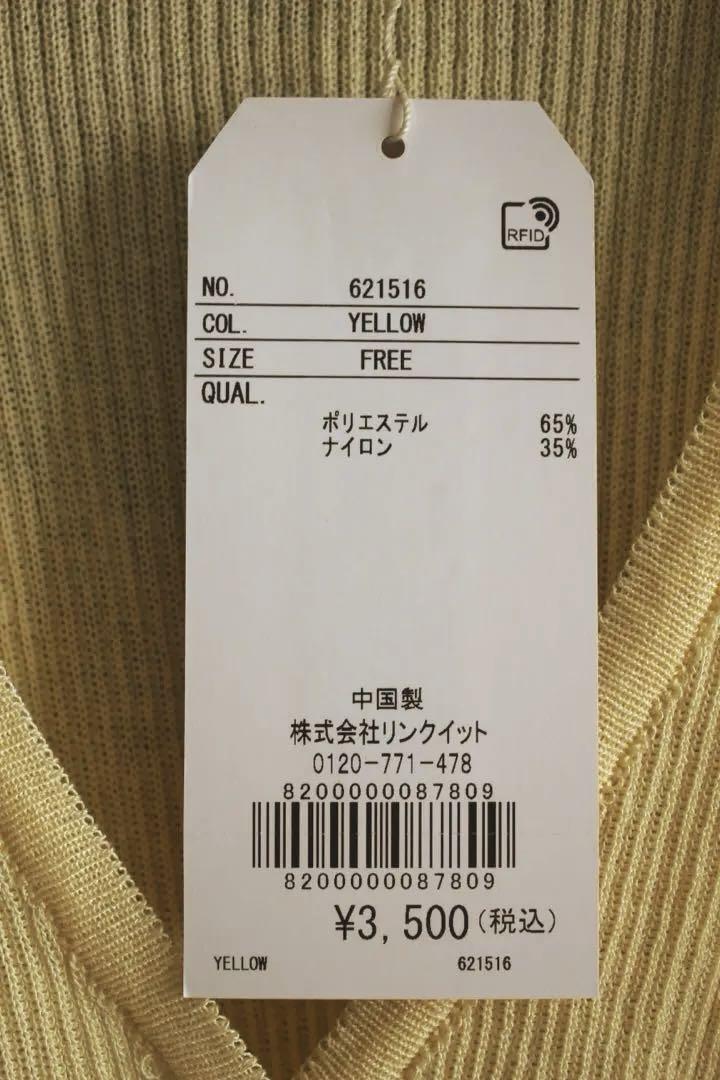 RFID
NO. 621516
COL. YELLOW
SIZE FREE
QUAL.
ポリエステル 65%
ナイロン 35%
中国製
株式会社リンクイット
0120-771-478
8200000087809
8200000087809
¥3,500(税込)
YELLOW 621516